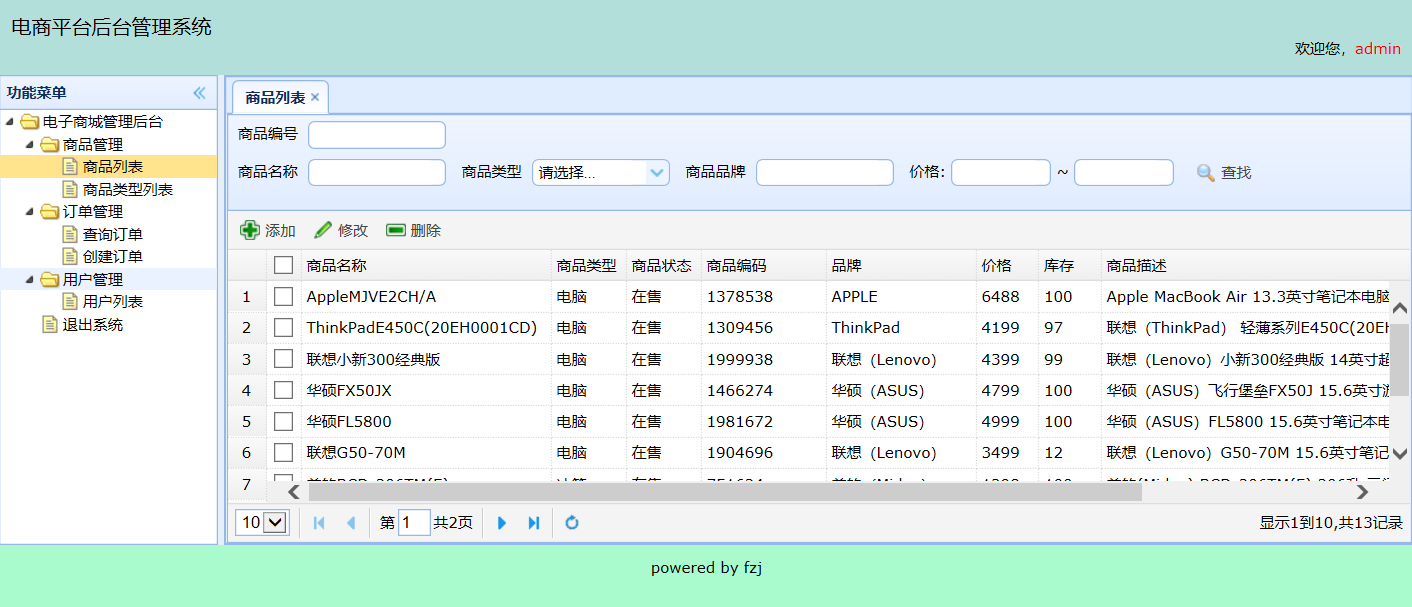 电商平台后台管理系统
欢迎您，admin
功能菜单
电子商城管理后台
商品管理
商品列表
商品类型列表
订单管理
查询订单
创建订单
用户管理
用户列表
退出系统
商品列表
商品编号
商品名称 商品类型 请选择... 商品品牌 价格: ~ 查找
添加 修改 删除
商品名称 商品类型 商品状态 商品编码 品牌 价格 库存 商品描述
1 AppleMJVE2CH/A 电脑 在售 1378538 APPLE 6488 100 Apple MacBook Air 13.3英寸笔记本电脑
2 ThinkPadE450C(20EH0001CD) 电脑 在售 1309456 ThinkPad 4199 97 联想（ThinkPad） 轻薄系列E450C(20EH
3 联想小新300经典版 电脑 在售 1999938 联想（Lenovo） 4399 99 联想（Lenovo）小新300经典版 14英寸超
4 华硕FX50JX 电脑 在售 1466274 华硕（ASUS） 4799 100 华硕（ASUS）飞行堡垒FX50J 15.6英寸游
5 华硕FL5800 电脑 在售 1981672 华硕（ASUS） 4999 100 华硕（ASUS）FL5800 15.6英寸笔记本电
6 联想G50-70M 电脑 在售 1904696 联想（Lenovo） 3499 12 联想（Lenovo）G50-70M 15.6英寸笔记
7
10 第 1 共2页 显示1到10,共13记录
powered by fzj